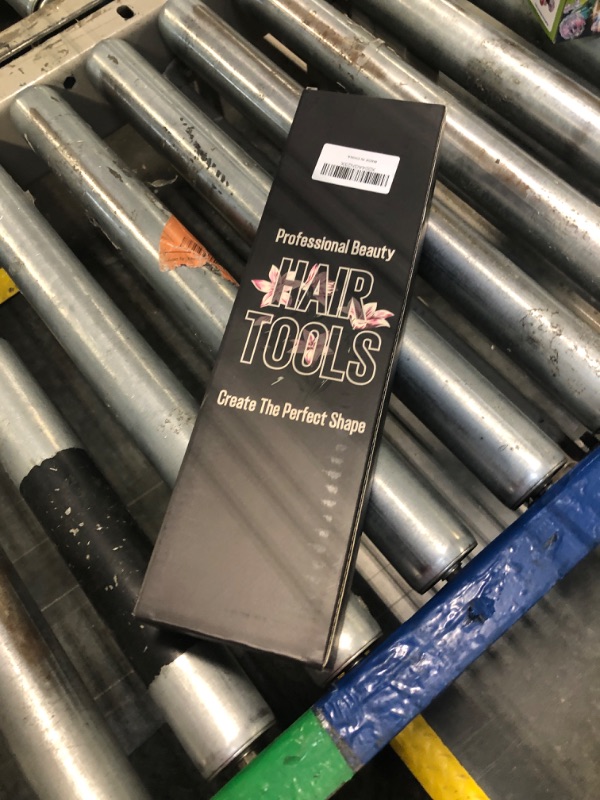 Professional Beauty
HAIR
TOOLS
Create The Perfect Shape